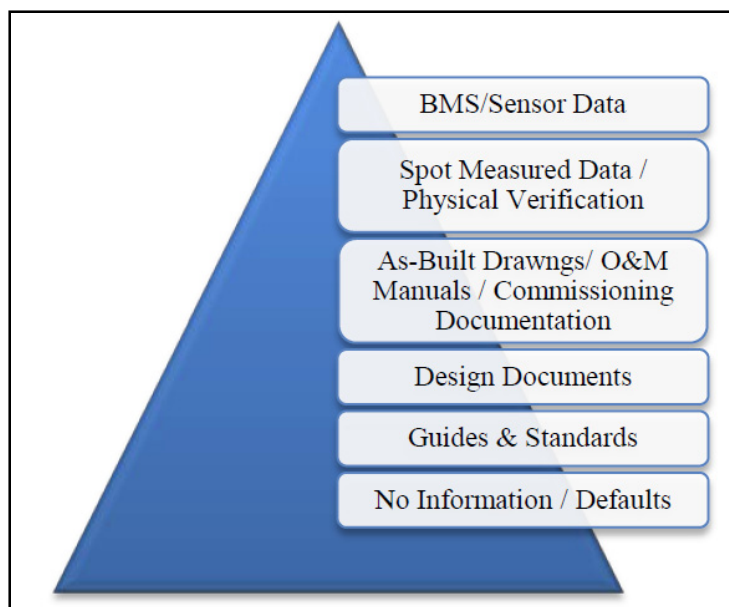 BMS/Sensor Data
Spot Measured Data /
Physical Verification
As-Built Drawngs/ O&M
Manuals / Commissioning
Documentation
Design Documents
Guides & Standards
No Information / Defaults